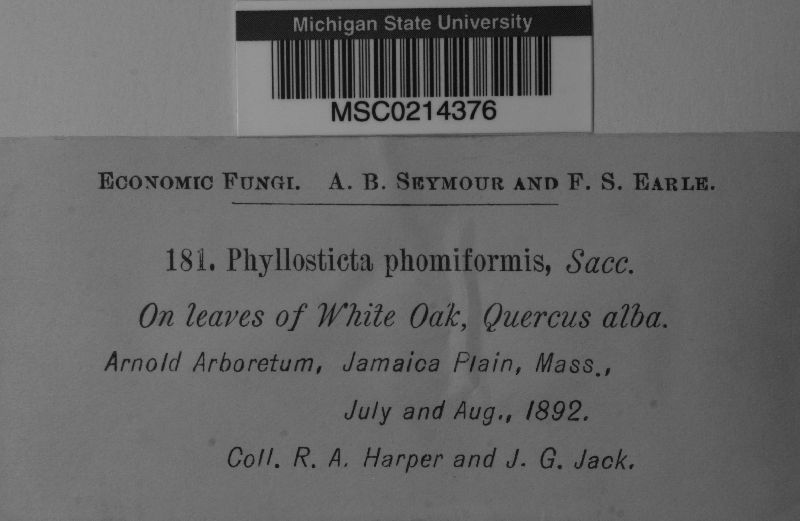 Michigan State University
MSC0214376
Economic Fungi. A. B. Seymour and F. S. Earle.
181. Phyllosticta phomiformis, Sacc.
On leaves of White Oak, Quercus alba.
Arnold Arboretum, Jamaica Plain, Mass.,
July and Aug., 1892.
Coll. R. A. Harper and J. G. Jack.